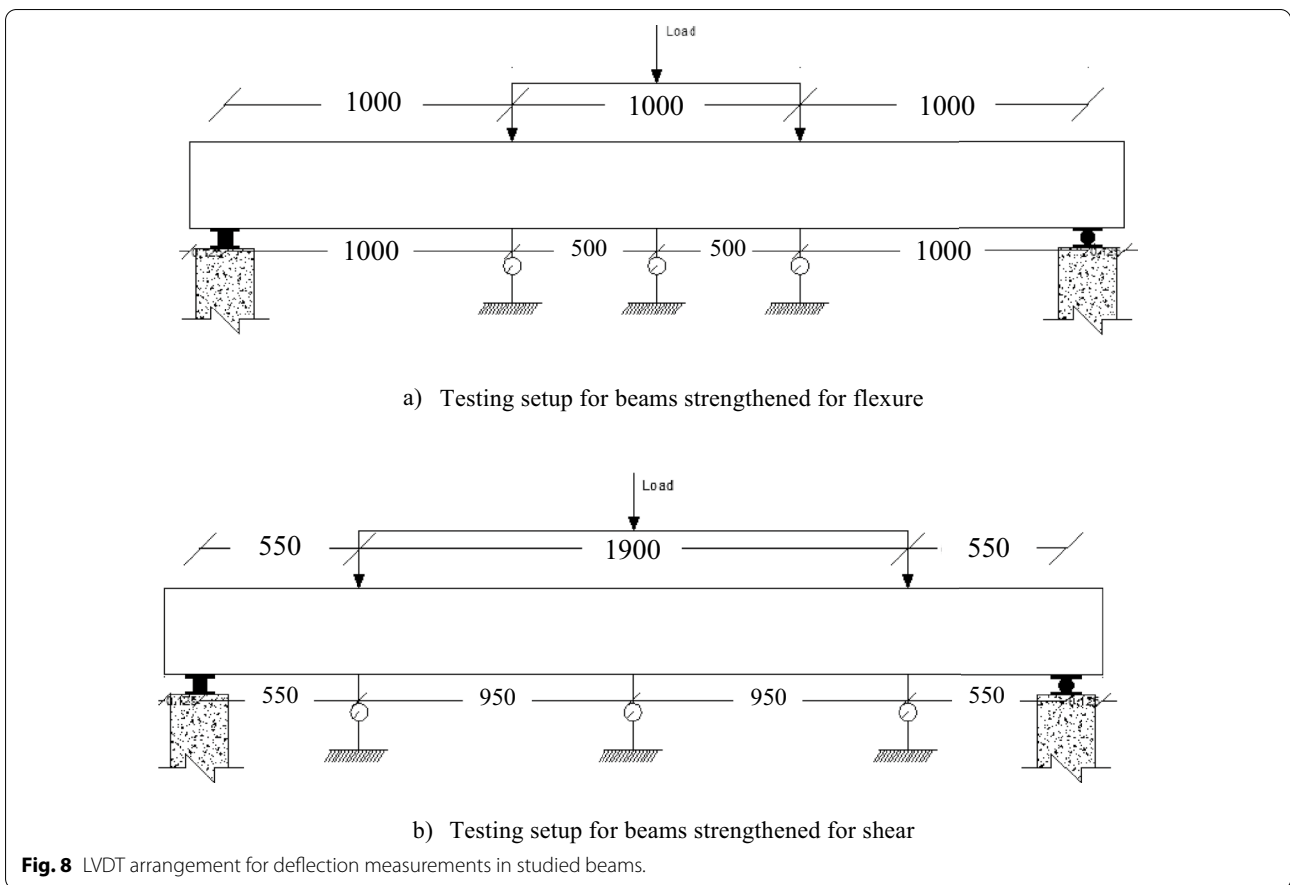 Load
1000 1000 1000
1000 500 500 1000
a) Testing setup for beams strengthened for flexure
Load
550 1900 550
550 950 950 550
b) Testing setup for beams strengthened for shear
Fig. 8 LVDT arrangement for deflection measurements in studied beams.